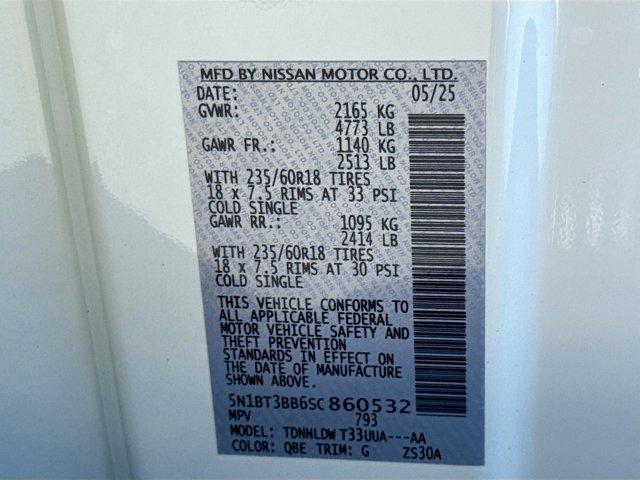 MFD BY NISSAN MOTOR CO., LTD.
DATE: 05/25
GVWR: 2165 KG
4773 LB
GAWR FR.: 1140 KG
2513 LB
WITH 235/60R18 TIRES
18 x 7.5 RIMS AT 33 PSI
COLD SINGLE
GAWR RR.: 1095 KG
2414 LB
WITH 235/60R18 TIRES
18 x 7.5 RIMS AT 30 PSI
COLD SINGLE
THIS VEHICLE CONFORMS TO
ALL APPLICABLE FEDERAL
MOTOR VEHICLE SAFETY AND
THEFT PREVENTION
STANDARDS IN EFFECT ON
THE DATE OF MANUFACTURE
SHOWN ABOVE.
5N1BT3BB6SC 860532
MPV 793
MODEL: TDNNLDW T33UUA---AA
COLOR: QBE TRIM: G ZS30A